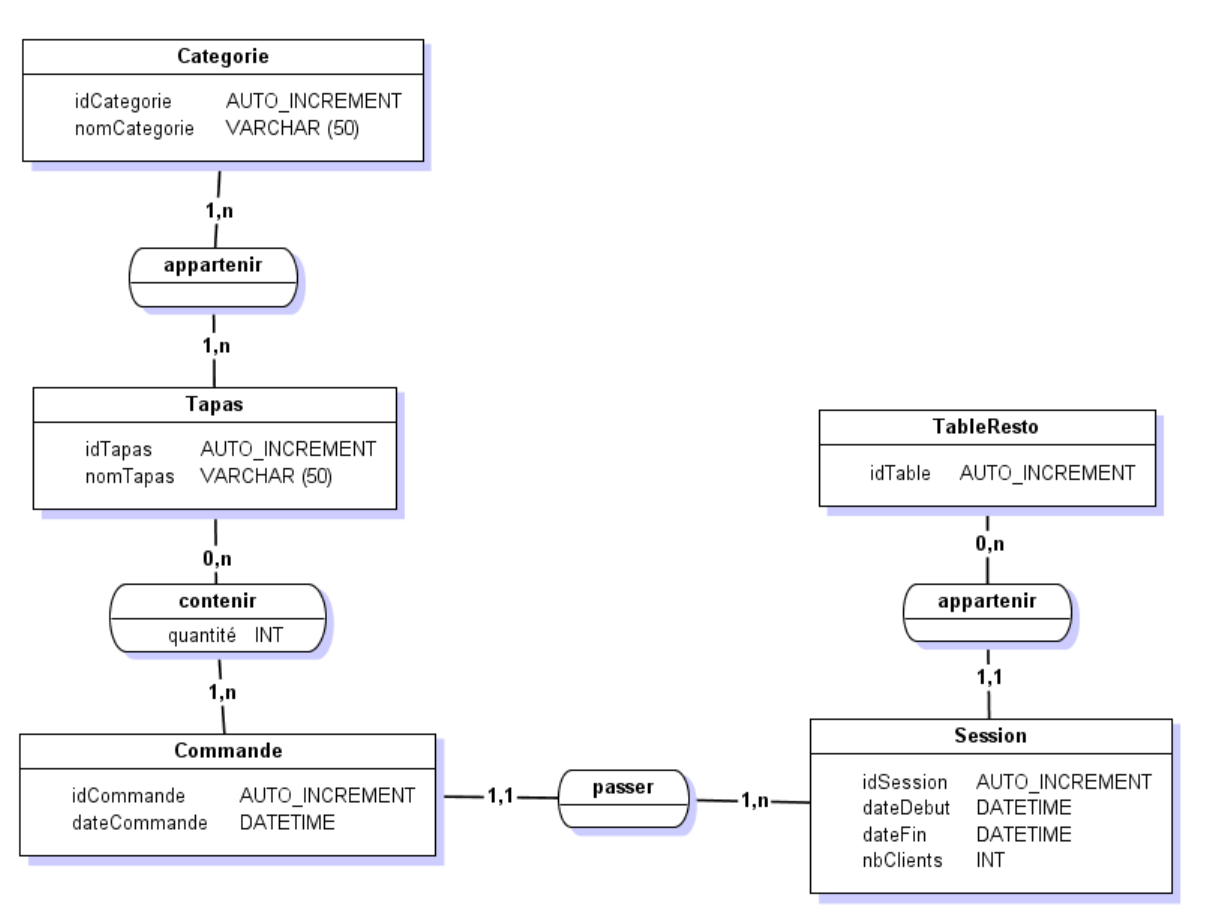 Categorie
idCategorie AUTO_INCREMENT
nomCategorie VARCHAR (50)
1,n
appartenir
1,n
Tapas
idTapas AUTO_INCREMENT
nomTapas VARCHAR (50)
0,n
contenir
quantité INT
1,n
Commande
idCommande AUTO_INCREMENT
dateCommande DATETIME
1,1
passer
1,n
TableResto
idTable AUTO_INCREMENT
0,n
appartenir
1,1
Session
idSession AUTO_INCREMENT
dateDebut DATETIME
dateFin DATETIME
nbClients INT